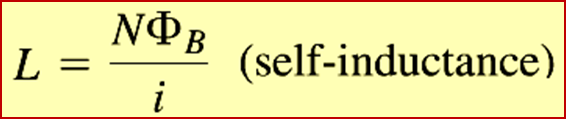 L = NΦ_B / i (self-inductance)